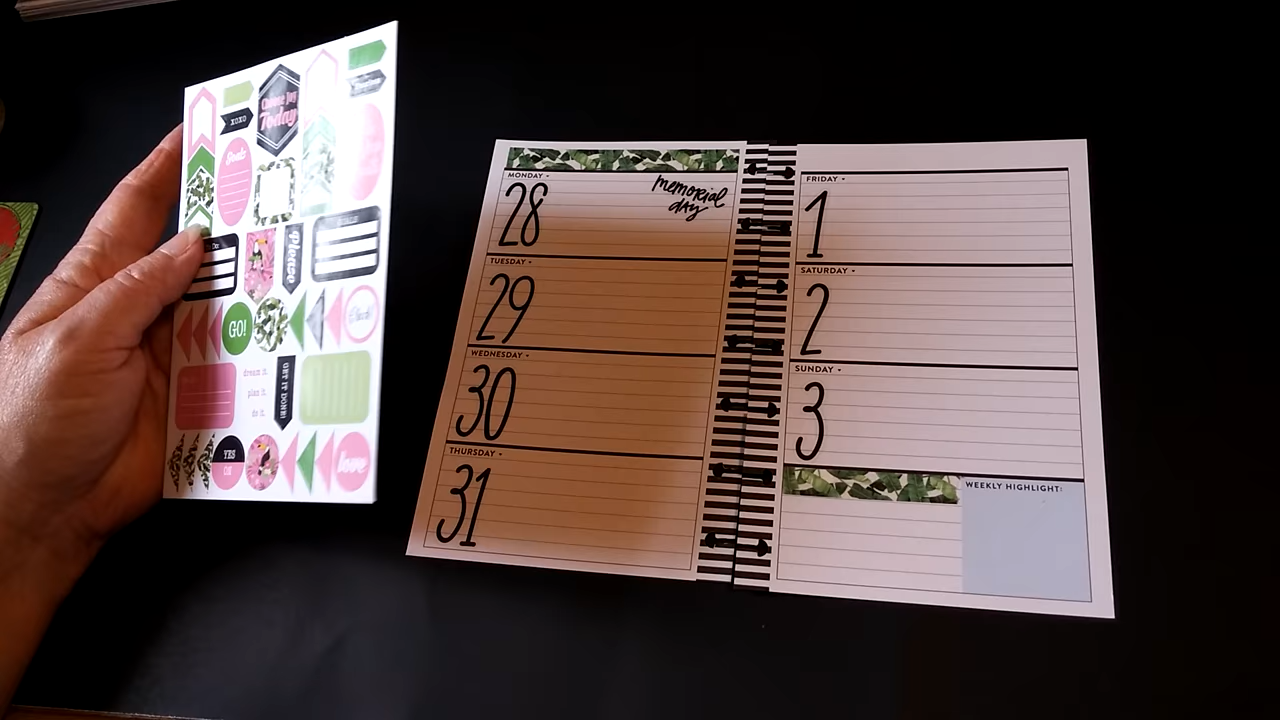 Choose Joy
Today
XOXO
Goals
Please
GO!
dream it.
plan it.
do it.
GET IT DONE!
YES
love
MONDAY
28
memorial
day
TUESDAY
29
WEDNESDAY
30
THURSDAY
31
FRIDAY
1
SATURDAY
2
SUNDAY
3
WEEKLY HIGHLIGHT: